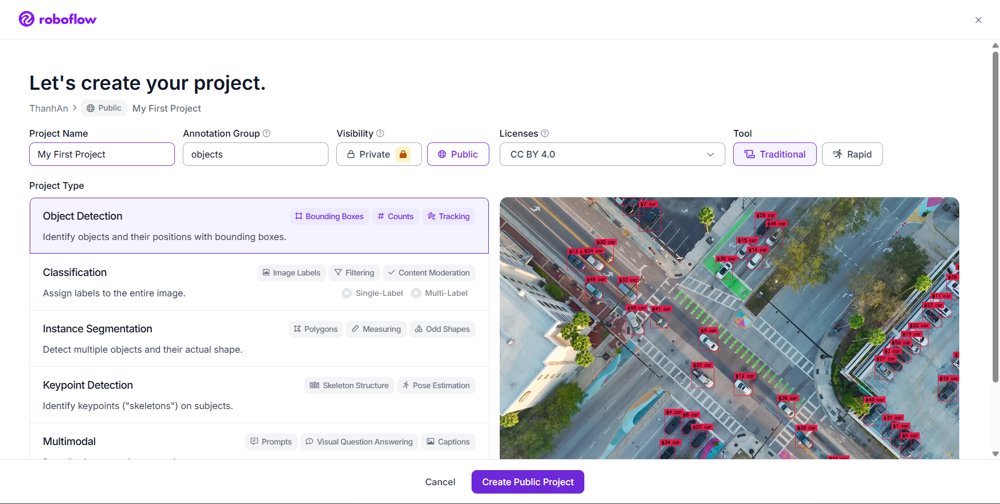 roboflow
Let's create your project.
ThanhAn > Public My First Project
Project Name
My First Project
Annotation Group
objects
Visibility
Private
Public
Licenses
CC BY 4.0
Tool
Traditional
Rapid
Project Type
Object Detection
Bounding Boxes
Counts
Tracking
Identify objects and their positions with bounding boxes.
Classification
Image Labels
Filtering
Content Moderation
Assign labels to the entire image.
Single-Label
Multi-Label
Instance Segmentation
Polygons
Measuring
Odd Shapes
Detect multiple objects and their actual shape.
Keypoint Detection
Skeleton Structure
Pose Estimation
Identify keypoints ("skeletons") on subjects.
Multimodal
Prompts
Visual Question Answering
Captions
#7 car
#26 car
#46 car
#30 car
#15 car
#13 c
#24 car
#16 car
#39 car
#29
#49 car
#33 car
#11 car
#23 car
#48 car
#41 car
#22 car
#5 car
#14 car
#50 car
#27 car
#25 car
#12 car
#19 car
#36 car
#40 car
#4 car
#8 car
#31 car
#20 car
#1 car
#28 car
#6 car
#34 car
Cancel
Create Public Project